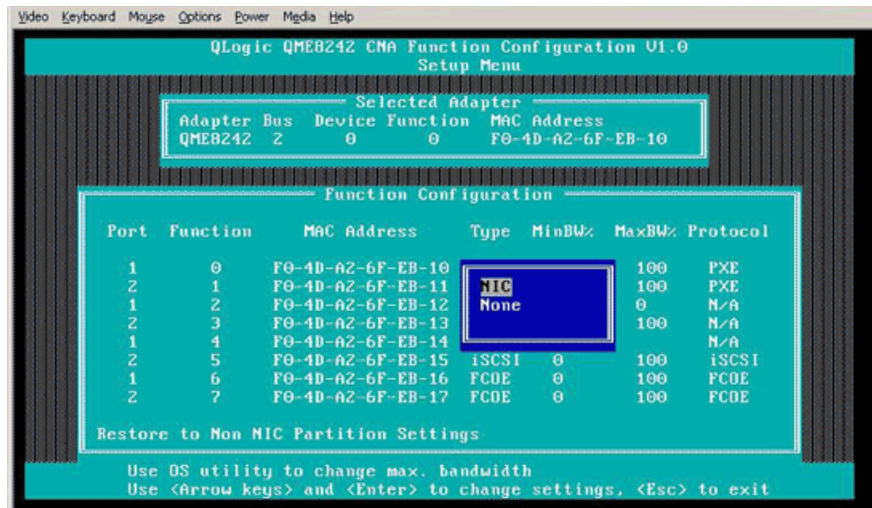 Video Keyboard Mouse Options Power Media Help
QLogic QME8242 CNA Function Configuration V1.0
Setup Menu
Selected Adapter
Adapter Bus Device Function MAC Address
QME8242 2 0 0 F0-4D-A2-6F-EB-10
Function Configuration
Port Function MAC Address Type MinBW% MaxBW% Protocol
1 0 F0-4D-A2-6F-EB-10 100 PXE
2 1 F0-4D-A2-6F-EB-11 NIC 100 PXE
1 2 F0-4D-A2-6F-EB-12 None 0 N/A
2 3 F0-4D-A2-6F-EB-13 100 N/A
1 4 F0-4D-A2-6F-EB-14 N/A
2 5 F0-4D-A2-6F-EB-15 iSCSI 0 100 iSCSI
1 6 F0-4D-A2-6F-EB-16 FCOE 0 100 FCOE
2 7 F0-4D-A2-6F-EB-17 FCOE 0 100 FCOE
Restore to Non NIC Partition Settings
Use OS utility to change max. bandwidth
Use <Arrow keys> and <Enter> to change settings, <Esc> to exit